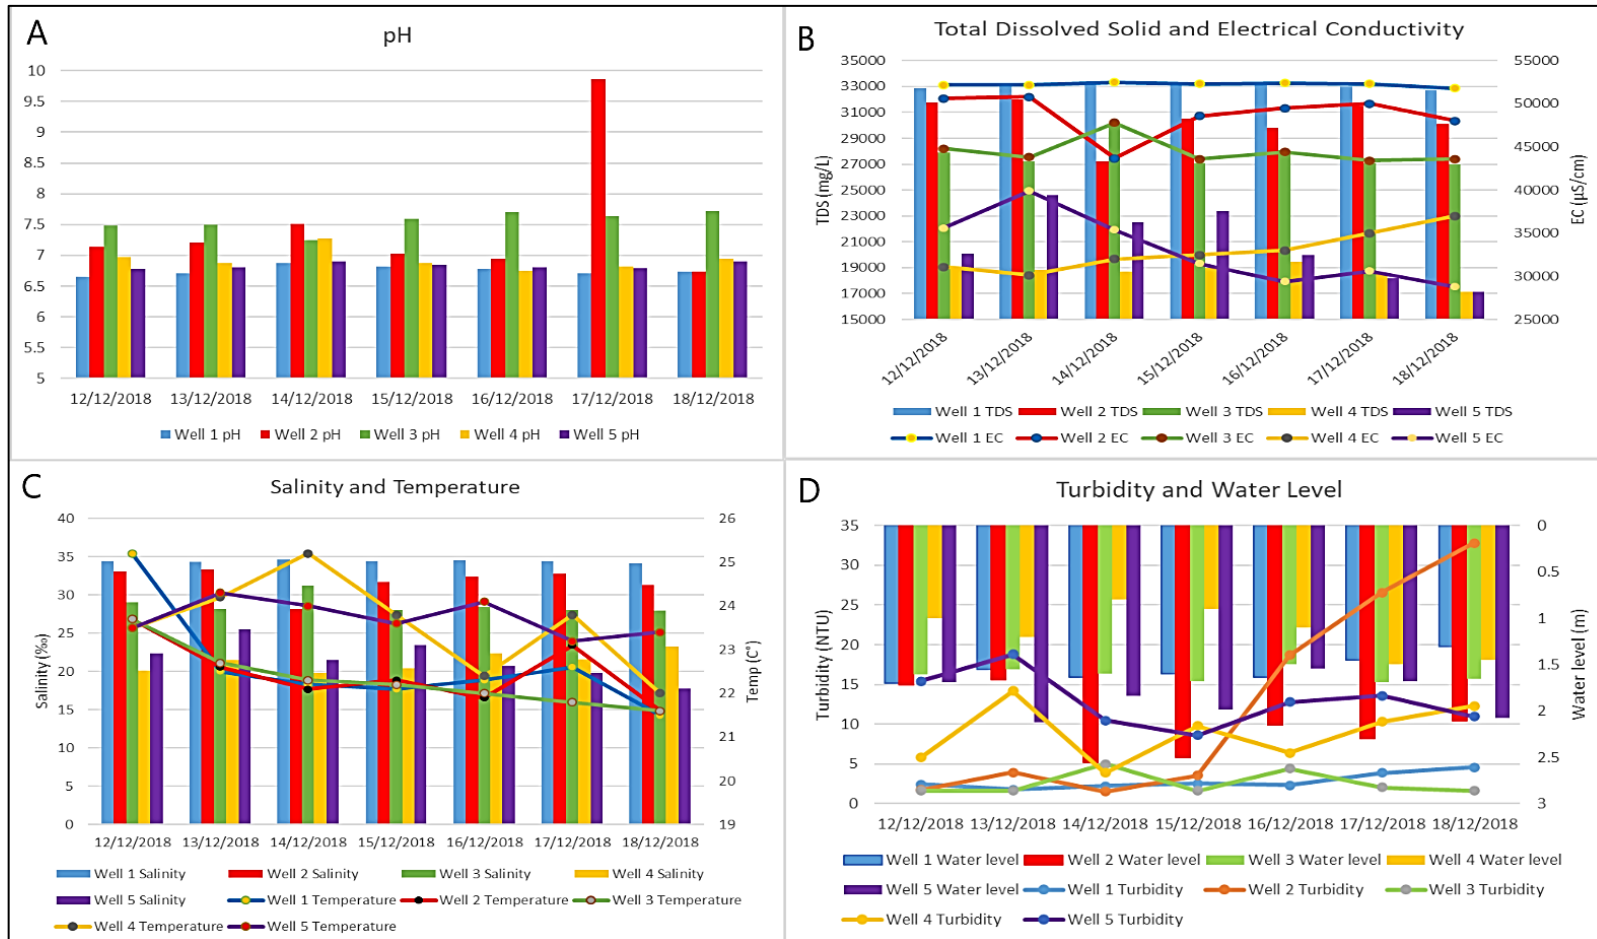 A
pH
10
9.5
9
8.5
8
7.5
7
6.5
6
5.5
5
12/12/2018 13/12/2018 14/12/2018 15/12/2018 16/12/2018 17/12/2018 18/12/2018
Well 1 pH Well 2 pH Well 3 pH Well 4 pH Well 5 pH
B
Total Dissolved Solid and Electrical Conductivity
TDS (mg/L)
35000
33000
31000
29000
27000
25000
23000
21000
19000
17000
15000
55000
50000
45000
40000
35000
30000
25000
EC (µS/cm)
12/12/2018 13/12/2018 14/12/2018 15/12/2018 16/12/2018 17/12/2018 18/12/2018
Well 1 TDS Well 2 TDS Well 3 TDS Well 4 TDS Well 5 TDS
Well 1 EC Well 2 EC Well 3 EC Well 4 EC Well 5 EC
C
Salinity and Temperature
Salinity (‰)
40
35
30
25
20
15
10
5
0
26
25
24
23
22
21
20
19
Temp (C°)
12/12/2018 13/12/2018 14/12/2018 15/12/2018 16/12/2018 17/12/2018 18/12/2018
Well 1 Salinity Well 2 Salinity Well 3 Salinity Well 4 Salinity
Well 5 Salinity Well 1 Temperature Well 2 Temperature Well 3 Temperature
Well 4 Temperature Well 5 Temperature
D
Turbidity and Water Level
Turbidity (NTU)
35
30
25
20
15
10
5
0
0
0.5
1
1.5
2
2.5
3
Water level (m)
12/12/2018 13/12/2018 14/12/2018 15/12/2018 16/12/2018 17/12/2018 18/12/2018
Well 1 Water level Well 2 Water level Well 3 Water level Well 4 Water level
Well 5 Water level Well 1 Turbidity Well 2 Turbidity Well 3 Turbidity
Well 4 Turbidity Well 5 Turbidity